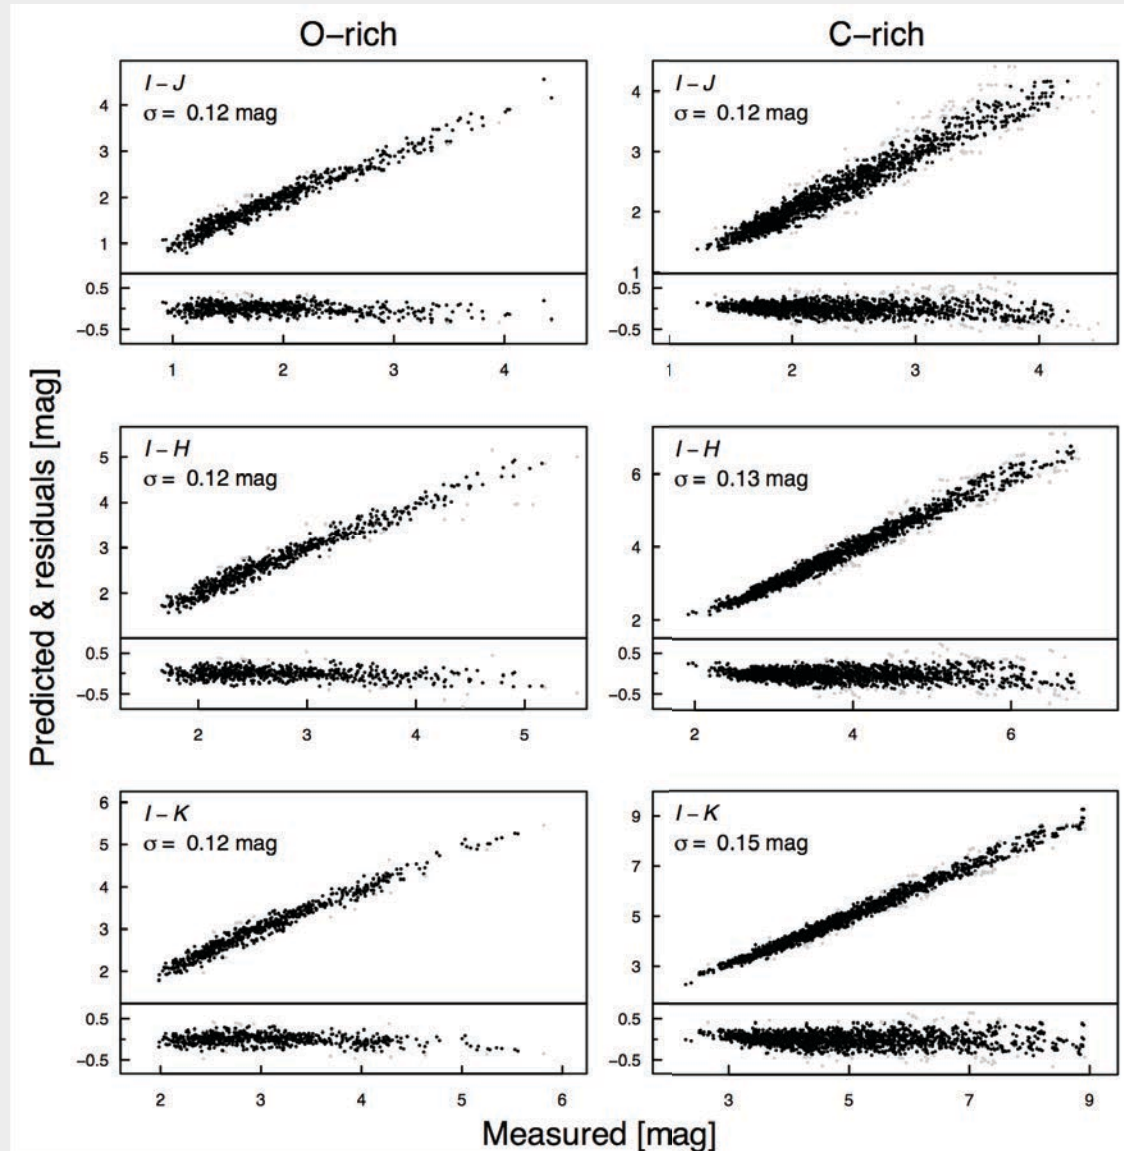 O−rich
C−rich
I − J
σ = 0.12 mag
4
3
2
1
0.5
−0.5
1 2 3 4
I − J
σ = 0.12 mag
4
3
2
1
0.5
−0.5
1 2 3 4
I − H
σ = 0.12 mag
5
4
3
2
0.5
−0.5
2 3 4 5
I − H
σ = 0.13 mag
6
4
2
0.5
−0.5
2 4 6
I − K
σ = 0.12 mag
6
5
4
3
2
0.5
−0.5
2 3 4 5 6
I − K
σ = 0.15 mag
9
7
5
3
0.5
−0.5
3 5 7 9
Predicted & residuals [mag]
Measured [mag]